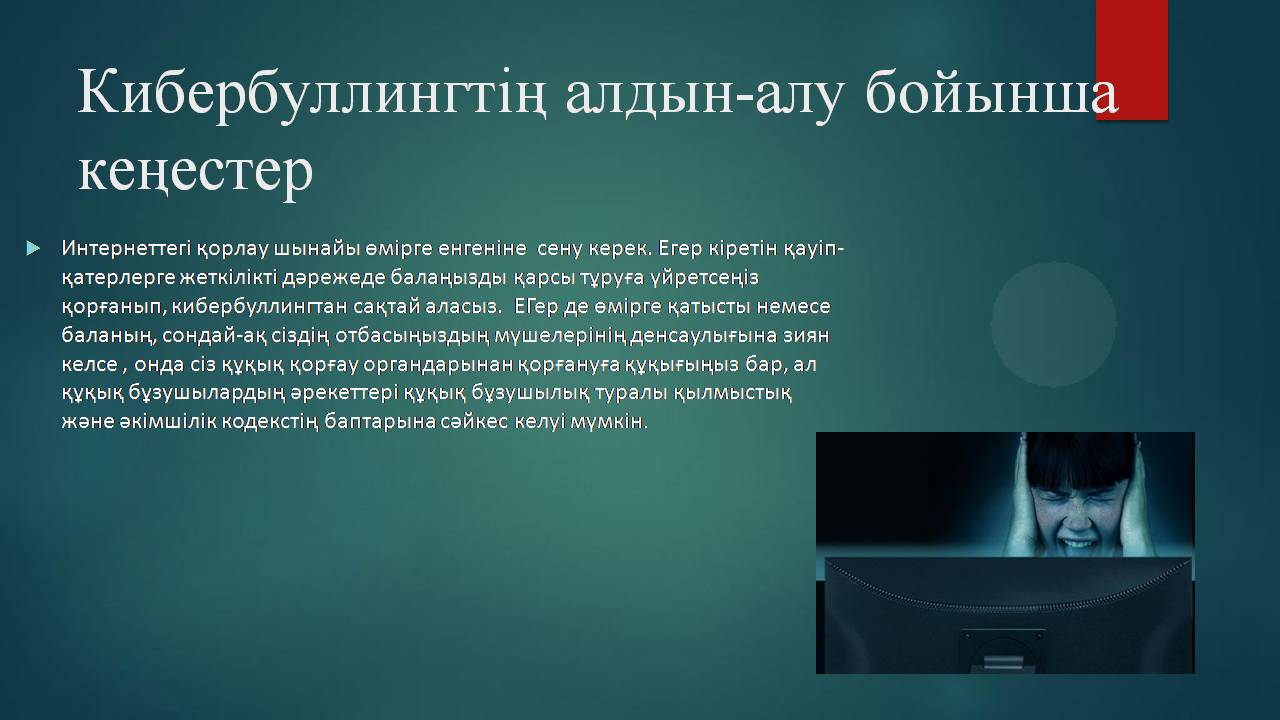 Кибербуллингтің алдын-алу бойынша
кеңестер
Интернеттегі қорлау шынайы өмірге енгеніне  сену керек. Егер кіретін қауіп-
қатерлерге жеткілікті дәрежеде балаңызды қарсы тұруға үйретсеңіз
қорғанып, кибербуллингтан сақтай аласыз.  ЕГер де өмірге қатысты немесе
баланың, сондай-ақ сіздің отбасыңыздың мүшелерінің денсаулығына зиян
келсе , онда сіз құқық қорғау органдарынан қорғануға құқығыңыз бар, ал
құқық бұзушылардың әрекеттері құқық бұзушылық туралы қылмыстық
және әкімшілік кодекстің баптарына сәйкес келуі мүмкін.